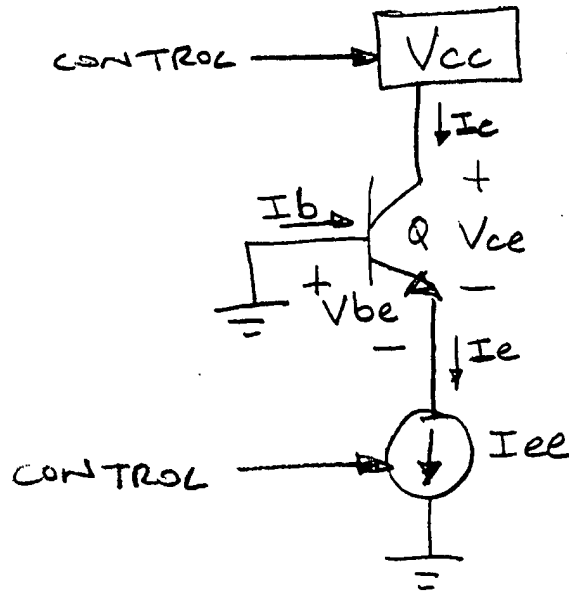 CONTROL
Vcc
Ic
+
Ib
Q
Vce
+
Vbe
-
-
Ie
CONTROL
Iee